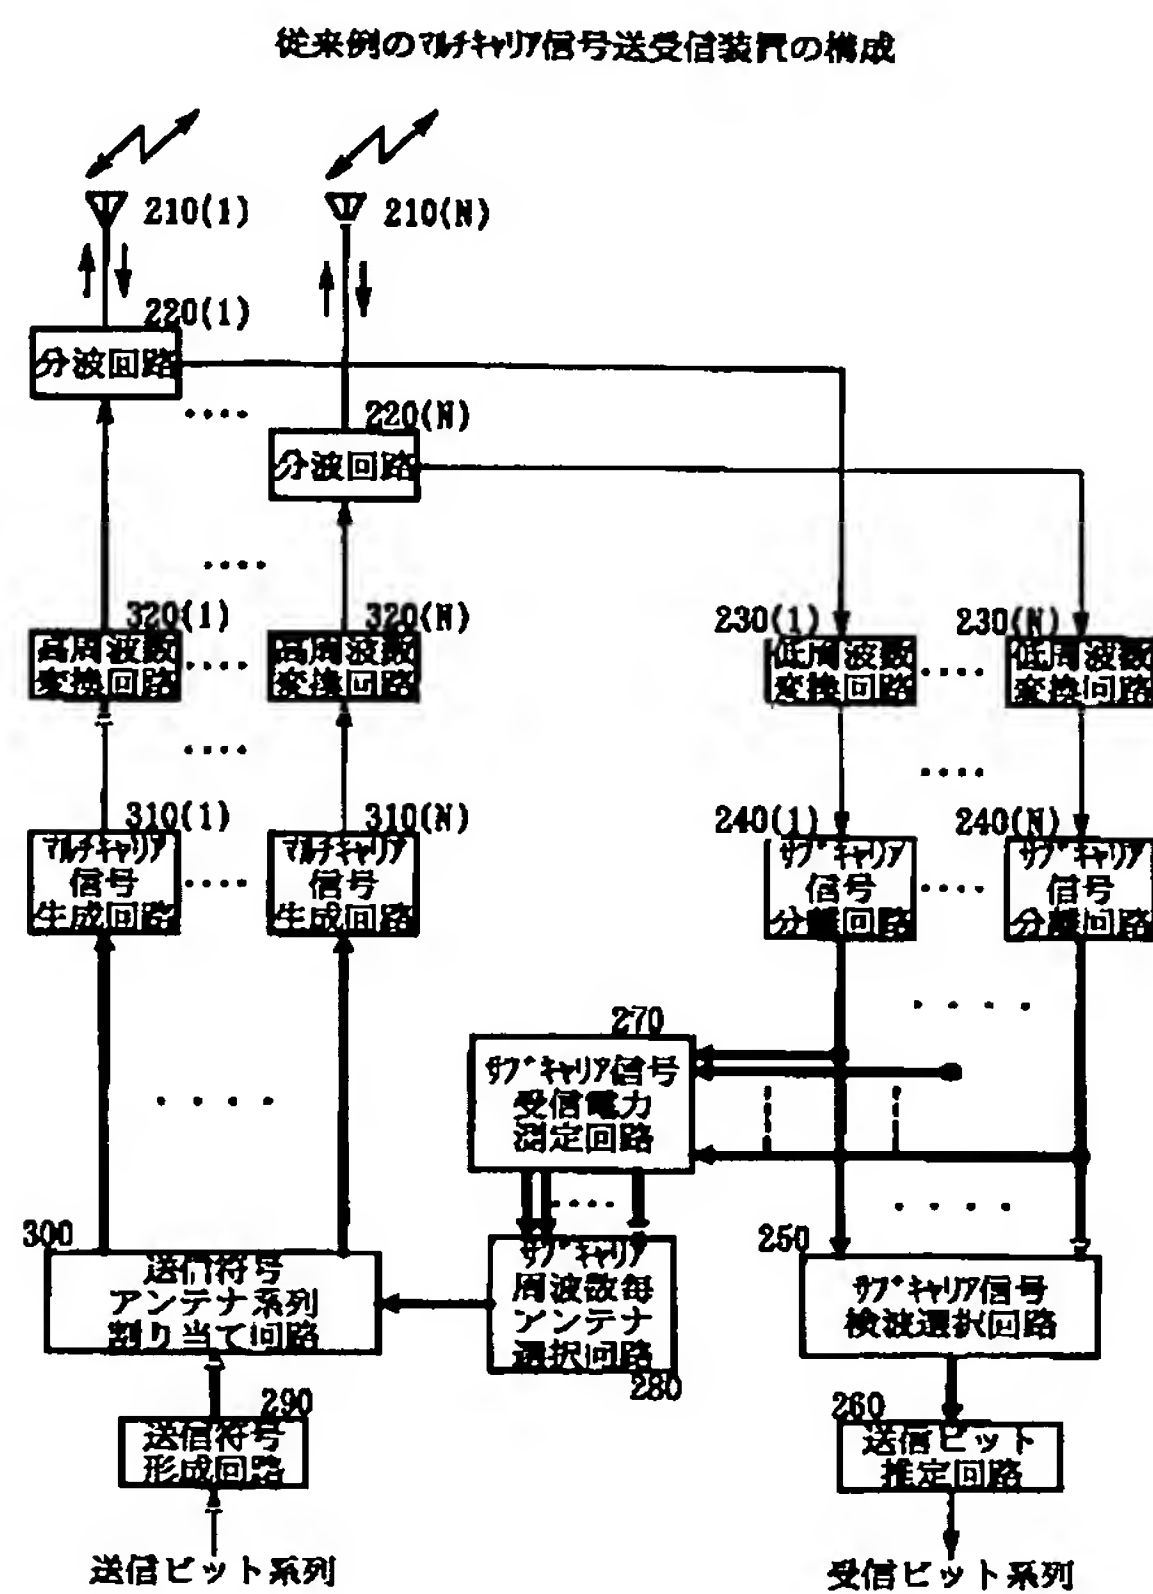 従来例のマルチキャリア信号送受信装置の構成
210(1)
210(N)
220(1)
分波回路
220(N)
分波回路
320(1)
高周波数
変換回路
320(N)
高周波数
変換回路
230(1)
低周波数
変換回路
230(N)
低周波数
変換回路
310(1)
マルチキャリア
信号
生成回路
310(N)
マルチキャリア
信号
生成回路
240(1)
サブキャリア
信号
分離回路
240(N)
サブキャリア
信号
分離回路
270
サブキャリア信号
受信電力
測定回路
300
送信符号
アンテナ系列
割り当て回路
サブキャリア
周波数毎
アンテナ
選択回路
280
250
サブキャリア信号
検波選択回路
290
送信符号
形成回路
260
送信ビット
推定回路
送信ビット系列
受信ビット系列